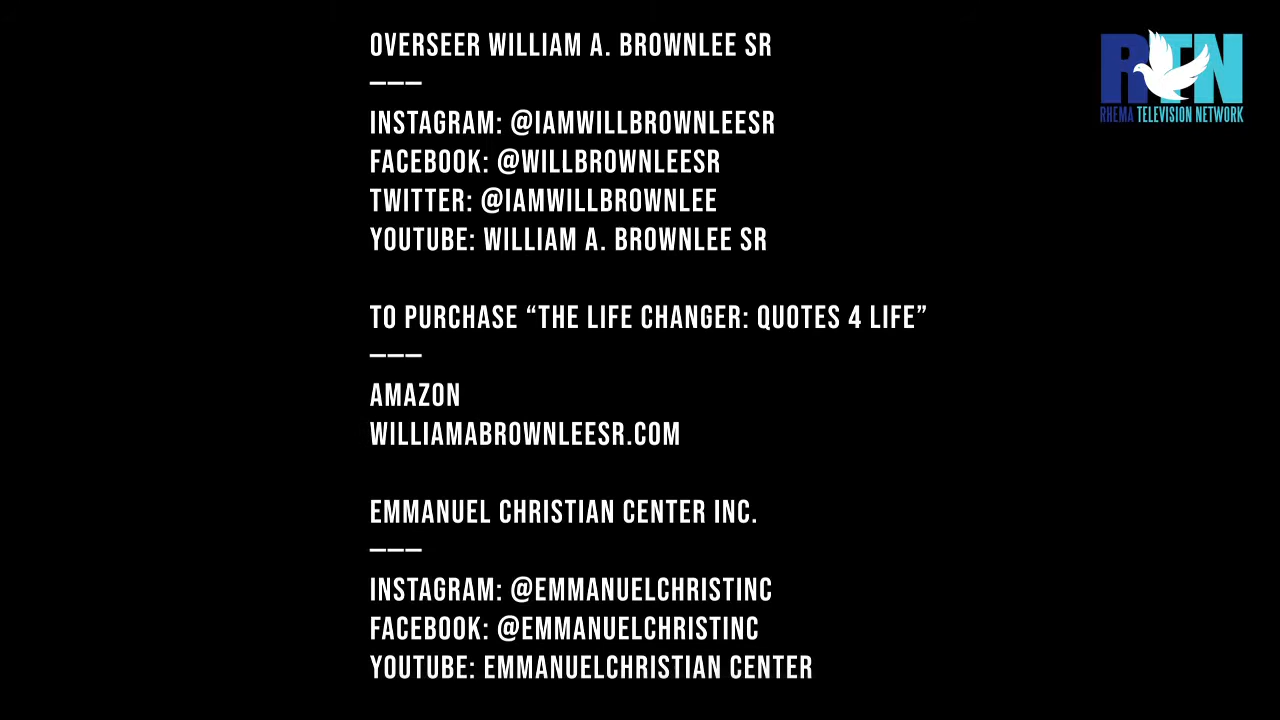 OVERSEER WILLIAM A. BROWNLEE SR
———
INSTAGRAM: @IAMWILLBROWNLEESR
FACEBOOK: @WILLBROWNLEESR
TWITTER: @IAMWILLBROWNLEE
YOUTUBE: WILLIAM A. BROWNLEE SR
TO PURCHASE “THE LIFE CHANGER: QUOTES 4 LIFE”
———
AMAZON
WILLIAMABROWNLEESR.COM
EMMANUEL CHRISTIAN CENTER INC.
———
INSTAGRAM: @EMMANUELCHRISTINC
FACEBOOK: @EMMANUELCHRISTINC
YOUTUBE: EMMANUELCHRISTIAN CENTER
RTN
RHEMA TELEVISION NETWORK